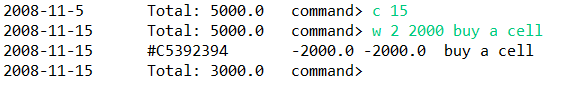 2008-11-5 Total: 5000.0 command> c 15
2008-11-15 Total: 5000.0 command> w 2 2000 buy a cell
2008-11-15 #C5392394 -2000.0 -2000.0 buy a cell
2008-11-15 Total: 3000.0 command>